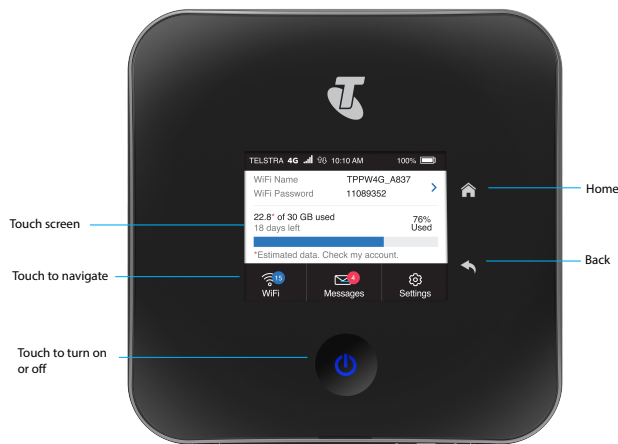 TELSTRA 4G 10:10 AM 100%
WiFi Name TPPW4G_A837
WiFi Password 11089352
22.8* of 30 GB used 76%
18 days left Used
*Estimated data. Check my account.
15 4
WiFi Messages Settings
Home
Touch screen
Back
Touch to navigate
Touch to turn on
or off